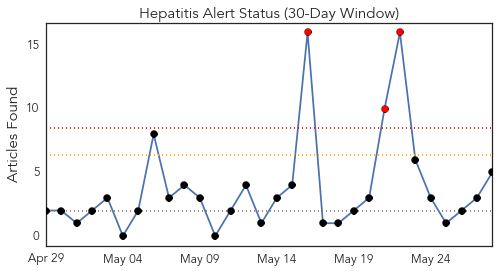 Hepatitis Alert Status (30-Day Window)
Articles Found
15
10
5
0
Apr 29 May 04 May 09 May 14 May 19 May 24